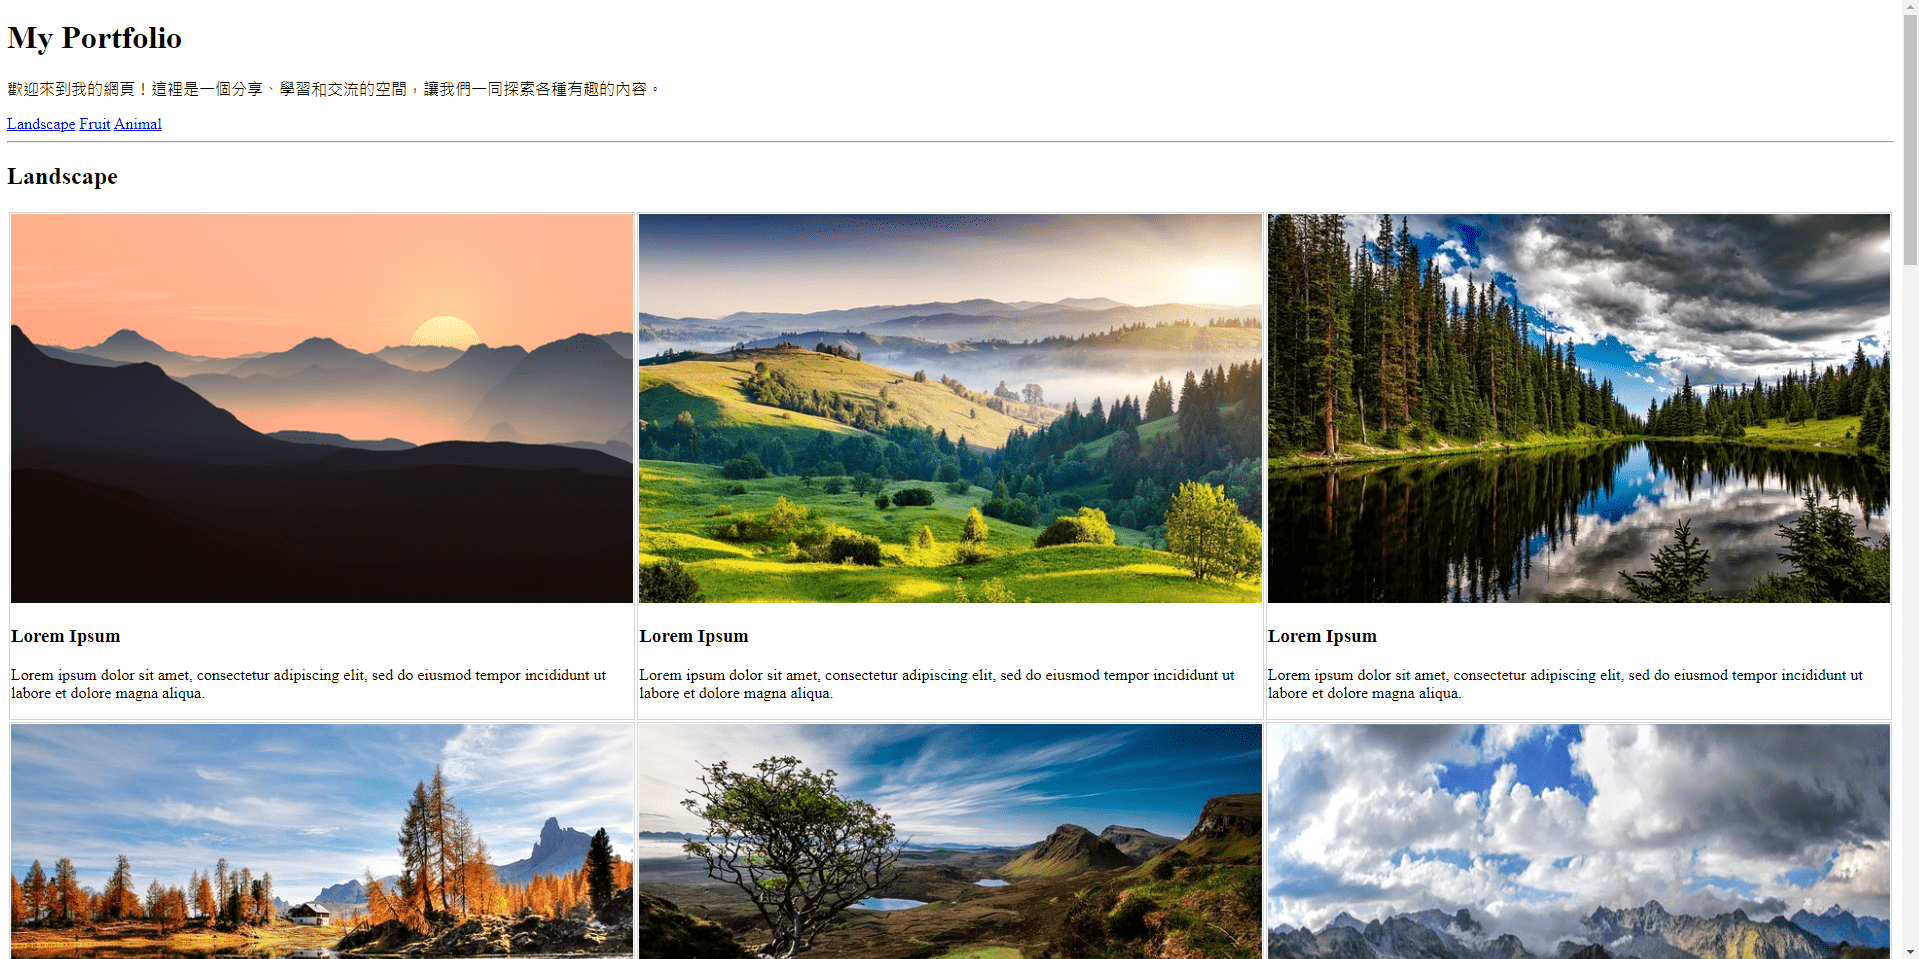 My Portfolio
歡迎來到我的網頁！這裡是一個分享、學習和交流的空間，讓我們一同探索各種有趣的內容。
Landscape Fruit Animal
Landscape
Lorem Ipsum
Lorem ipsum dolor sit amet, consectetur adipiscing elit, sed do eiusmod tempor incididunt ut
labore et dolore magna aliqua.
Lorem Ipsum
Lorem ipsum dolor sit amet, consectetur adipiscing elit, sed do eiusmod tempor incididunt ut
labore et dolore magna aliqua.
Lorem Ipsum
Lorem ipsum dolor sit amet, consectetur adipiscing elit, sed do eiusmod tempor incididunt ut
labore et dolore magna aliqua.